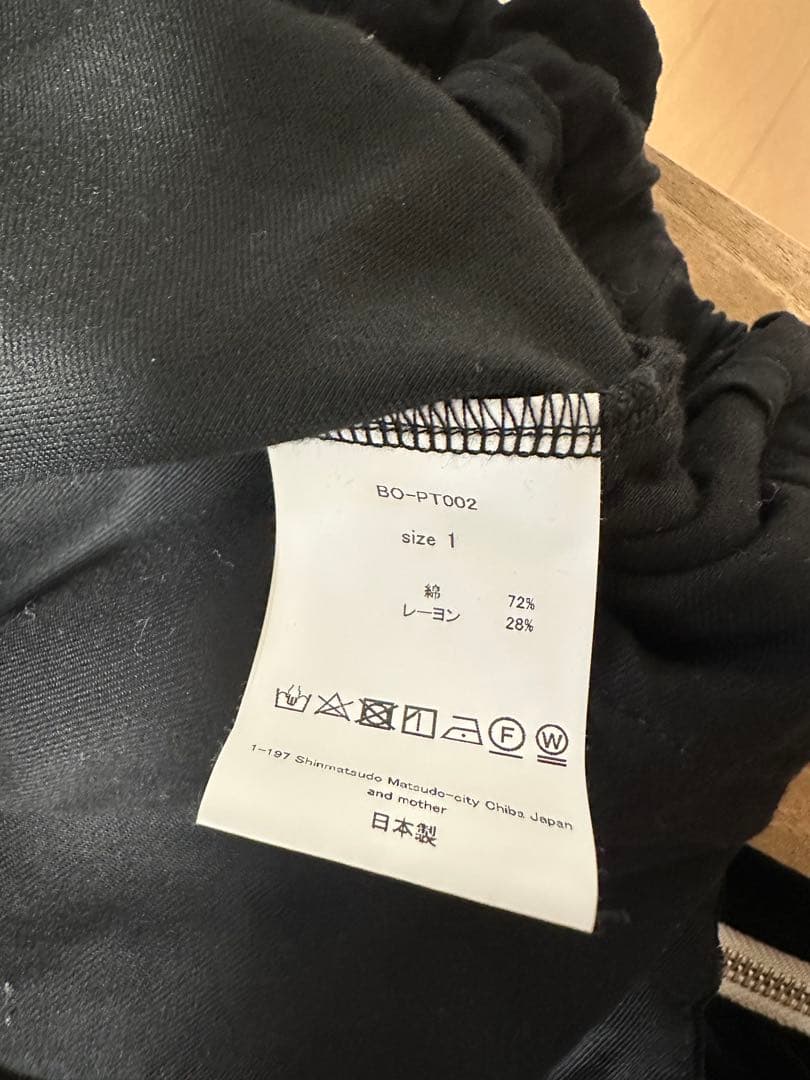 BO-PT002
size 1
綿 72%
レーヨン 28%
F W
1-197 Shinmatsudo Matsudo-city Chiba Japan
and mother
日本製